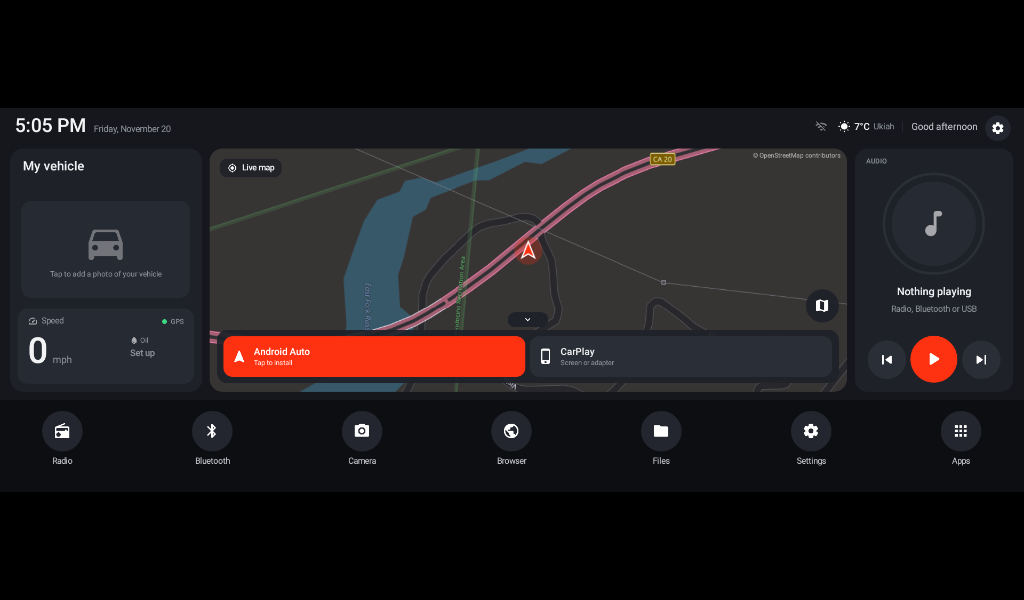 5:05 PM Friday, November 20
7°C Ukiah
Good afternoon
My vehicle
Tap to add a photo of your vehicle
Speed
GPS
0 mph
Oil
Set up
Live map
CA 20
© OpenStreetMap contributors
Android Auto
Tap to install
CarPlay
Screen or adapter
AUDIO
Nothing playing
Radio, Bluetooth or USB
Radio
Bluetooth
Camera
Browser
Files
Settings
Apps